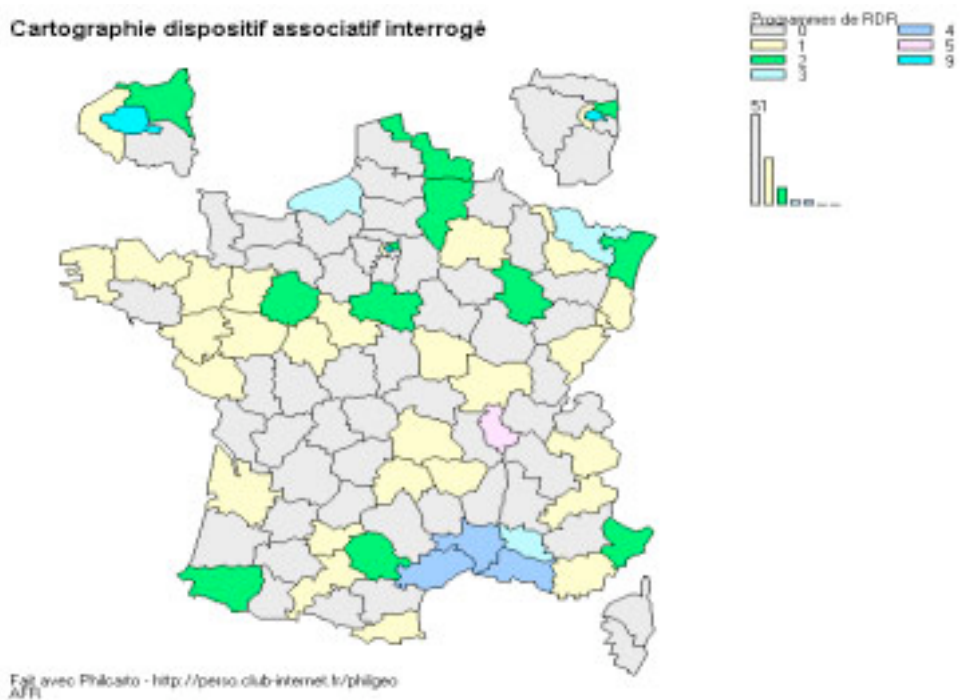 Cartographie dispositif associatif interrogé
Programmes de RDR
0 4
1 5
2 9
3
51
Fait avec Philcarto - http://perso.club-internet.fr/philgeo
AFR